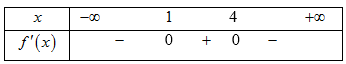 x −∞ 1 4 +∞
f'(x) − 0 + 0 −